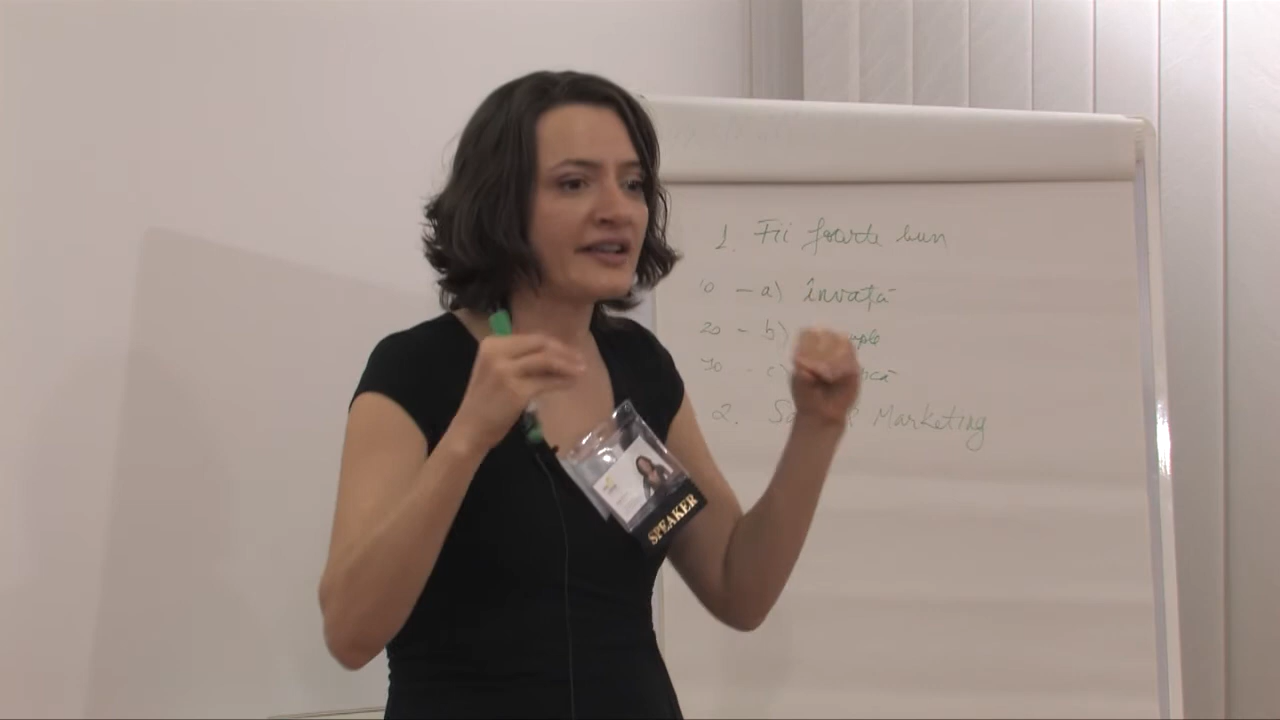 1. Fii foarte bun
10 - a) învață
20 - b)
30 - c)
2. Marketing
SPEAKER